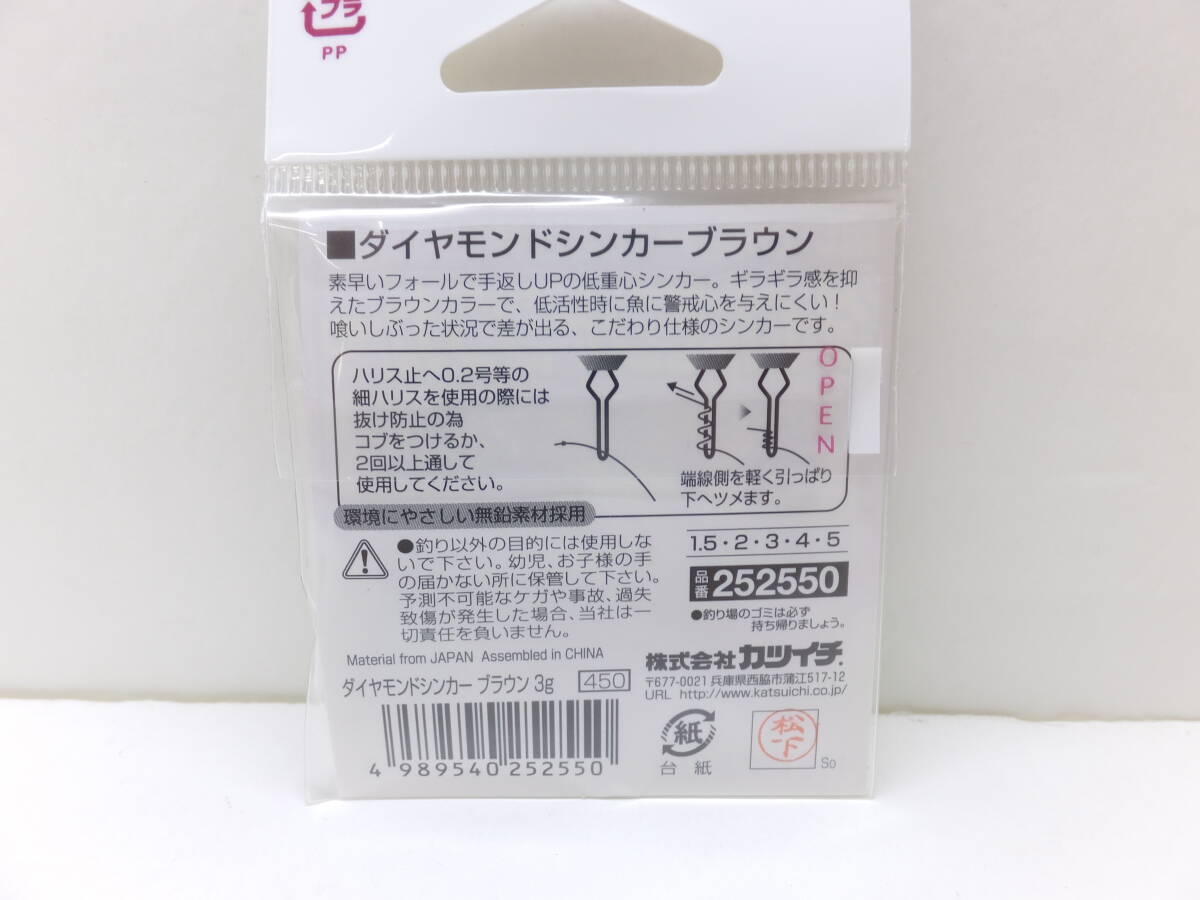 プラ
PP
■ダイヤモンドシンカーブラウン
素早いフォールで手返しUPの低重心シンカー。ギラギラ感を抑
えたブラウンカラーで、低活性時に魚に警戒心を与えにくい！
喰いしぶった状況で差が出る、こだわり仕様のシンカーです。
OPEN
ハリス止へ0.2号等の
細ハリスを使用の際には
抜け防止の為
コブをつけるか、
2回以上通して
使用してください。
端線側を軽く引っぱり
下へツメます。
環境にやさしい無鉛素材採用
●釣り以外の目的には使用しな
いで下さい。幼児、お子様の手
の届かない所に保管して下さい。
予測不可能なケガや事故、過失
致傷が発生した場合、当社は一
切責任を負いません。
1.5・2・3・4・5
品番 252550
●釣り場のゴミは必ず
持ち帰りましょう。
Material from JAPAN Assembled in CHINA
株式会社 カツイチ.
〒677-0021 兵庫県西脇市蒲江517-12
URL http://www.katsuichi.co.jp/
ダイヤモンドシンカー ブラウン 3g 450
4 989540 252550
紙
台紙
松下
So